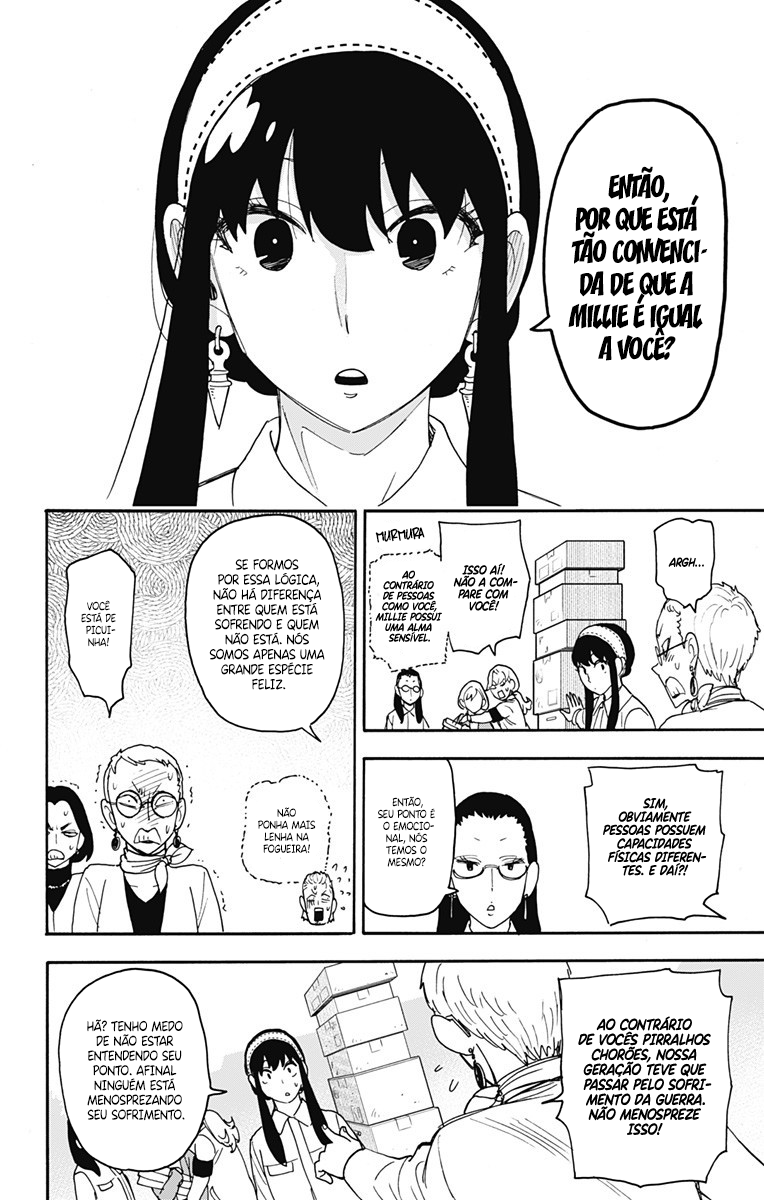 ENTÃO,
POR QUE ESTÁ
TÃO CONVENCI-
DA DE QUE A
MILLIE É IGUAL
A VOCÊ?
ARGH...
ISSO AÍ!
NÃO A COM-
PARE COM
VOCÊ!
MURMURA
AO
CONTRÁRIO
DE PESSOAS
COMO VOCÊ,
MILLIE POSSUI
UMA ALMA
SENSÍVEL.
SE FORMOS
POR ESSA LÓGICA,
NÃO HÁ DIFERENÇA
ENTRE QUEM ESTÁ
SOFRENDO E QUEM
NÃO ESTÁ. NÓS
SOMOS APENAS UMA
GRANDE ESPÉCIE
FELIZ.
VOCÊ
ESTÁ DE
PICUI-
NHA!
NÃO
PONHA MAIS
LENHA NA
FOGUEIRA!
SIM,
OBVIAMENTE
PESSOAS POSSUEM
CAPACIDADES
FÍSICAS DIFEREN-
TES. E DAÍ?!
ENTÃO,
SEU PONTO É
O EMOCIO-
NAL, NÓS
TEMOS O
MESMO?
AO CONTRÁRIO
DE VOCÊS PIRRALHOS
CHORÕES, NOSSA
GERAÇÃO TEVE QUE
PASSAR PELO SOFRI-
MENTO DA GUERRA.
NÃO MENOSPREZE
ISSO!
HÃ? TENHO MEDO
DE NÃO ESTAR
ENTENDENDO SEU
PONTO. AFINAL
NINGUÉM ESTÁ
MENOSPREZANDO
SEU SOFRIMENTO.